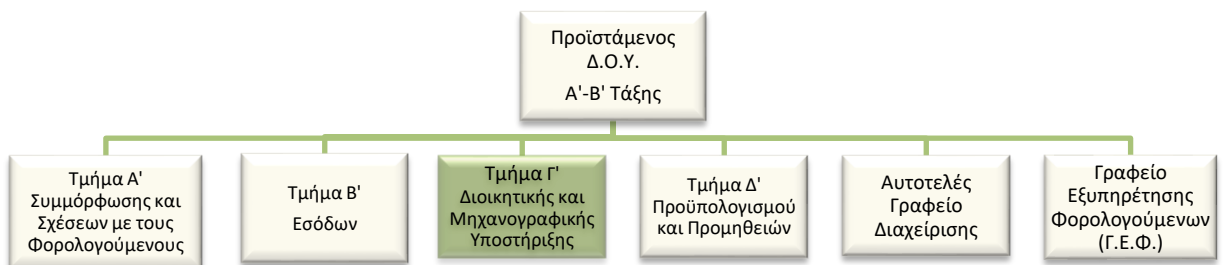 Προϊστάμενος
Δ.Ο.Υ.
Α'-Β' Τάξης
Τμήμα Α'
Συμμόρφωσης και
Σχέσεων με τους
Φορολογούμενους
Τμήμα Β'
Εσόδων
Τμήμα Γ'
Διοικητικής και
Μηχανογραφικής
Υποστήριξης
Τμήμα Δ'
Προϋπολογισμού
και Προμηθειών
Αυτοτελές
Γραφείο
Διαχείρισης
Γραφείο
Εξυπηρέτησης
Φορολογούμενων
(Γ.Ε.Φ.)